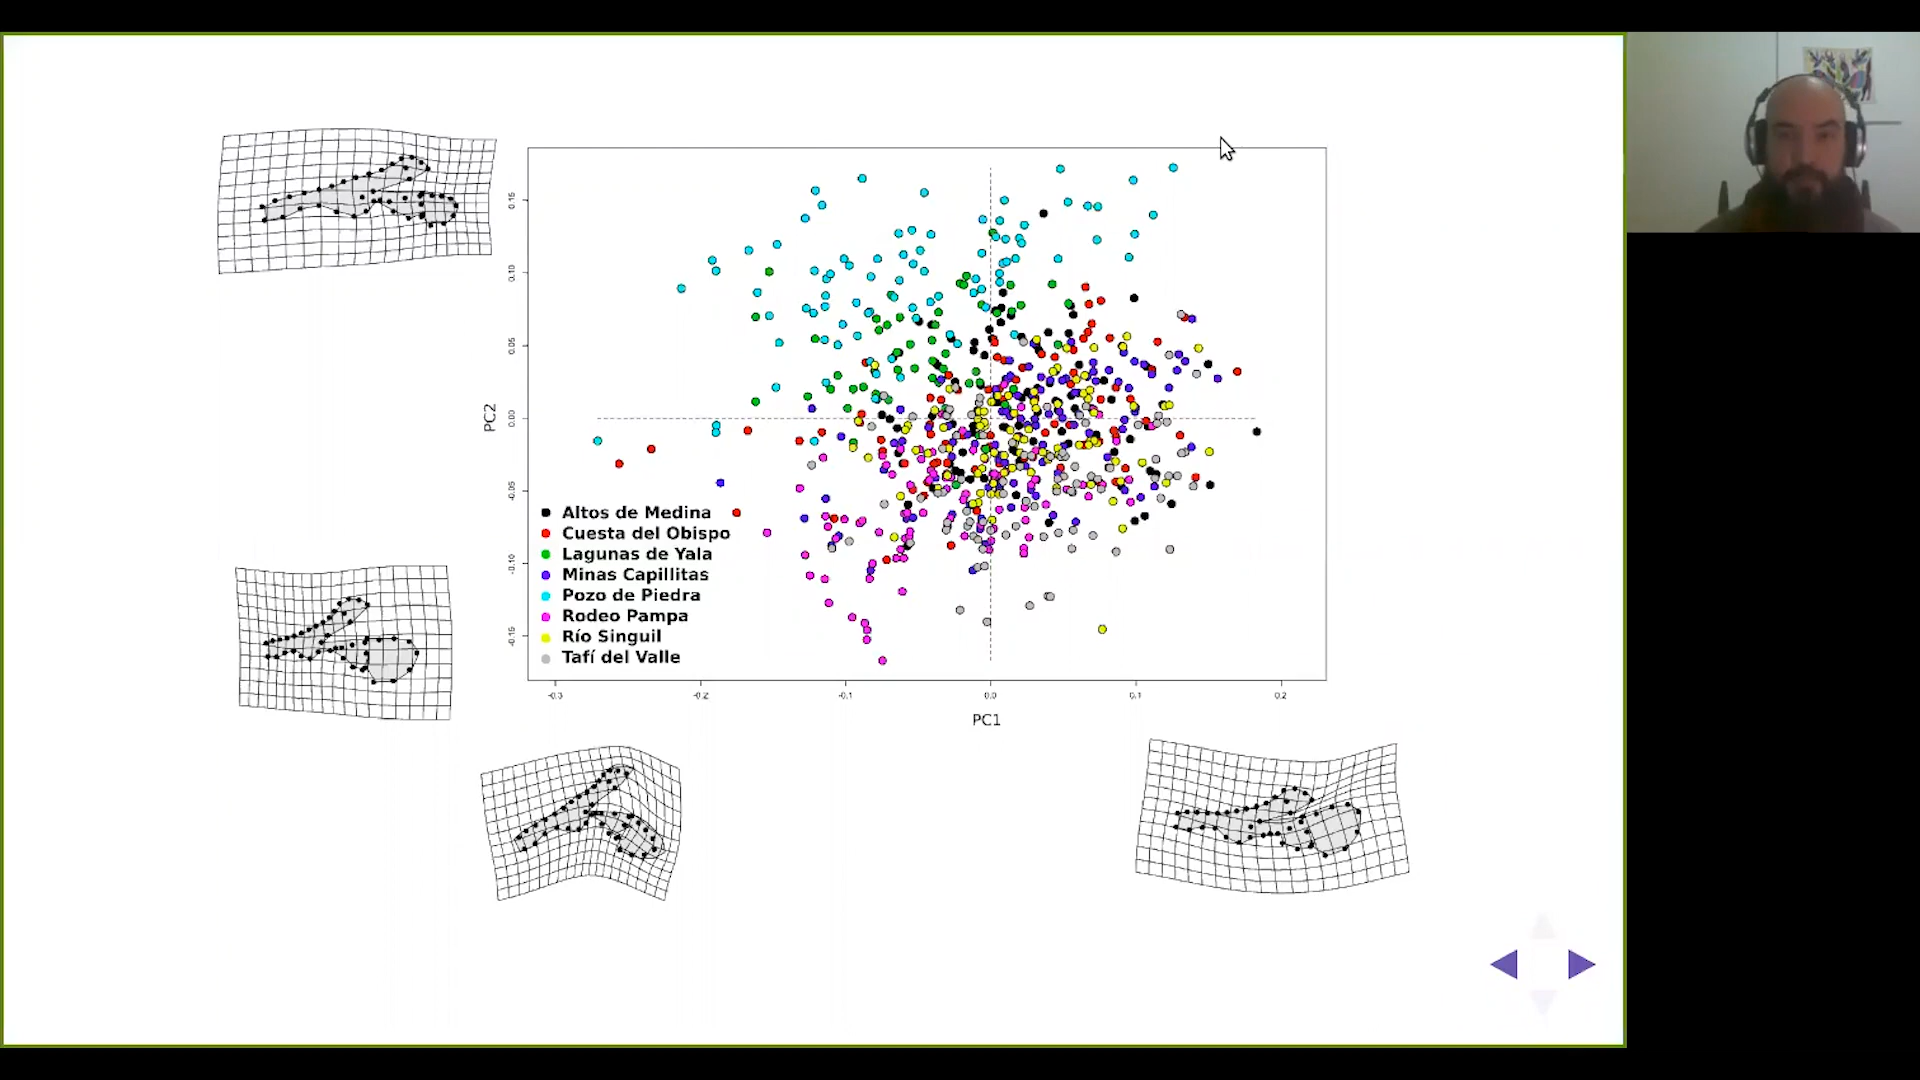 0.15
0.10
0.05
0.00
-0.05
-0.10
-0.15
PC2
Altos de Medina
Cuesta del Obispo
Lagunas de Yala
Minas Capillitas
Pozo de Piedra
Rodeo Pampa
Río Singuil
Tafí del Valle
-0.3
-0.2
-0.1
0.0
0.1
0.2
PC1